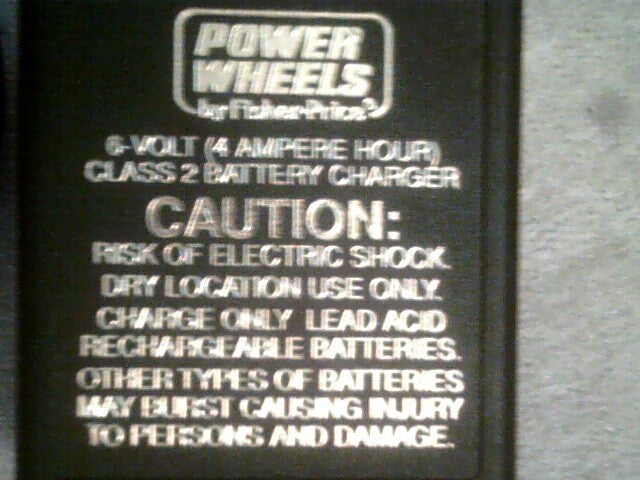 POWER
WHEELS
by Fisher-Price®
6-VOLT (4 AMPERE HOUR)
CLASS 2 BATTERY CHARGER
CAUTION:
RISK OF ELECTRIC SHOCK.
DRY LOCATION USE ONLY.
CHARGE ONLY LEAD ACID
RECHARGEABLE BATTERIES.
OTHER TYPES OF BATTERIES
MAY BURST CAUSING INJURY
TO PERSONS AND DAMAGE.